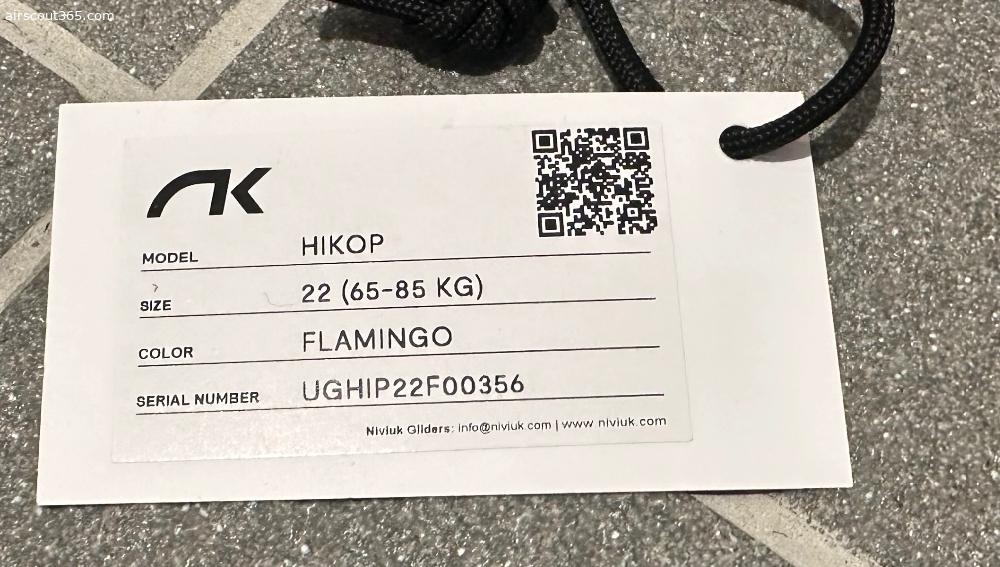 airscout365.com
NK
MODEL HIKOP
SIZE 22 (65-85 KG)
COLOR FLAMINGO
SERIAL NUMBER UGHIP22F00356
Niviuk Gliders: info@niviuk.com | www.niviuk.com